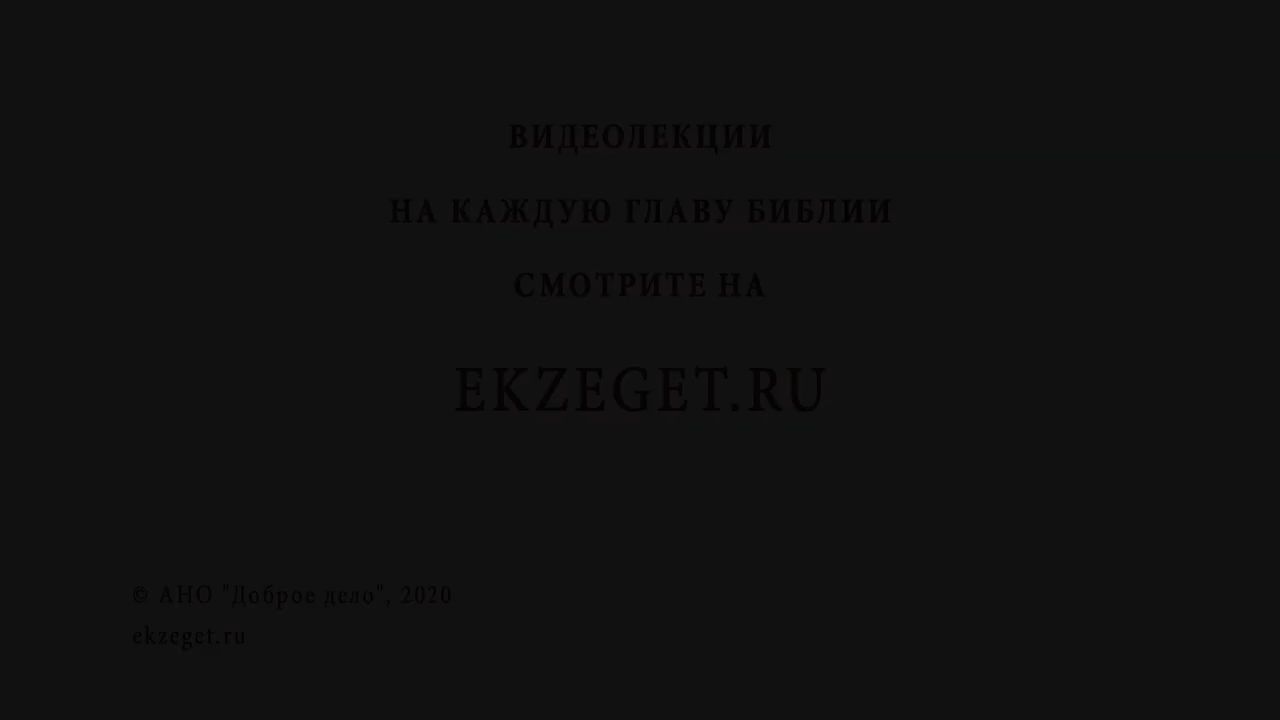 ВИДЕОЛЕКЦИИ
НА КАЖДУЮ ГЛАВУ БИБЛИИ
СМОТРИТЕ НА
EKZEGET.RU
© АНО "Доброе дело", 2020
ekzeget.ru